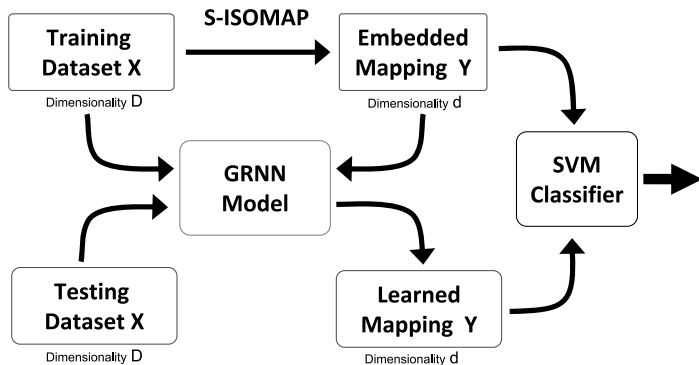 S-ISOMAP
Training
Dataset X
Dimensionality D
Embedded
Mapping Y
Dimensionality d
GRNN
Model
SVM
Classifier
Testing
Dataset X
Dimensionality D
Learned
Mapping Y
Dimensionality d